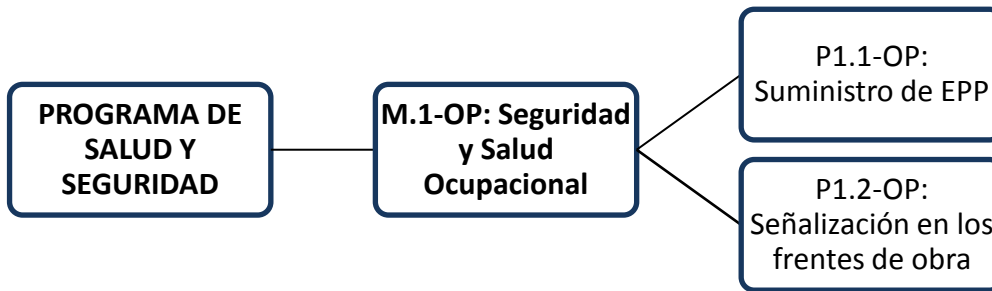 PROGRAMA DE
SALUD Y
SEGURIDAD
M.1-OP: Seguridad
y Salud
Ocupacional
P1.1-OP:
Suministro de EPP
P1.2-OP:
Señalización en los
frentes de obra